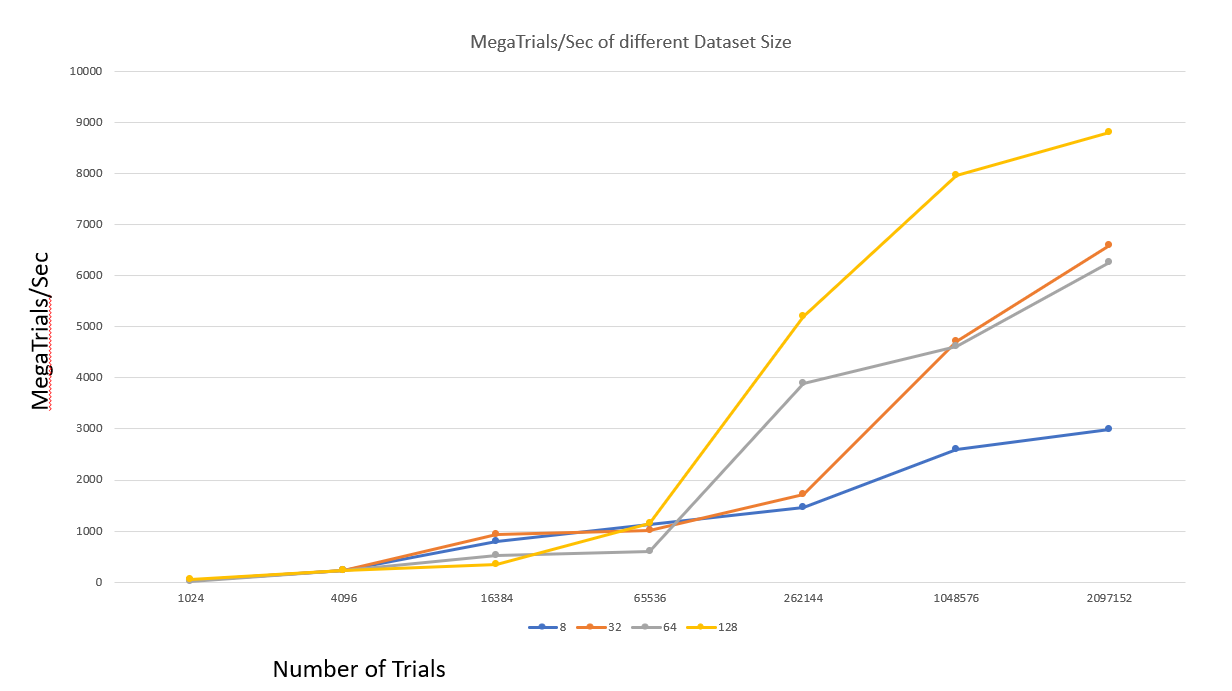 MegaTrials/Sec of different Dataset Size
10000
9000
8000
7000
6000
5000
4000
3000
2000
1000
0
MegaTrials/Sec
1024 4096 16384 65536 262144 1048576 2097152
8 32 64 128
Number of Trials